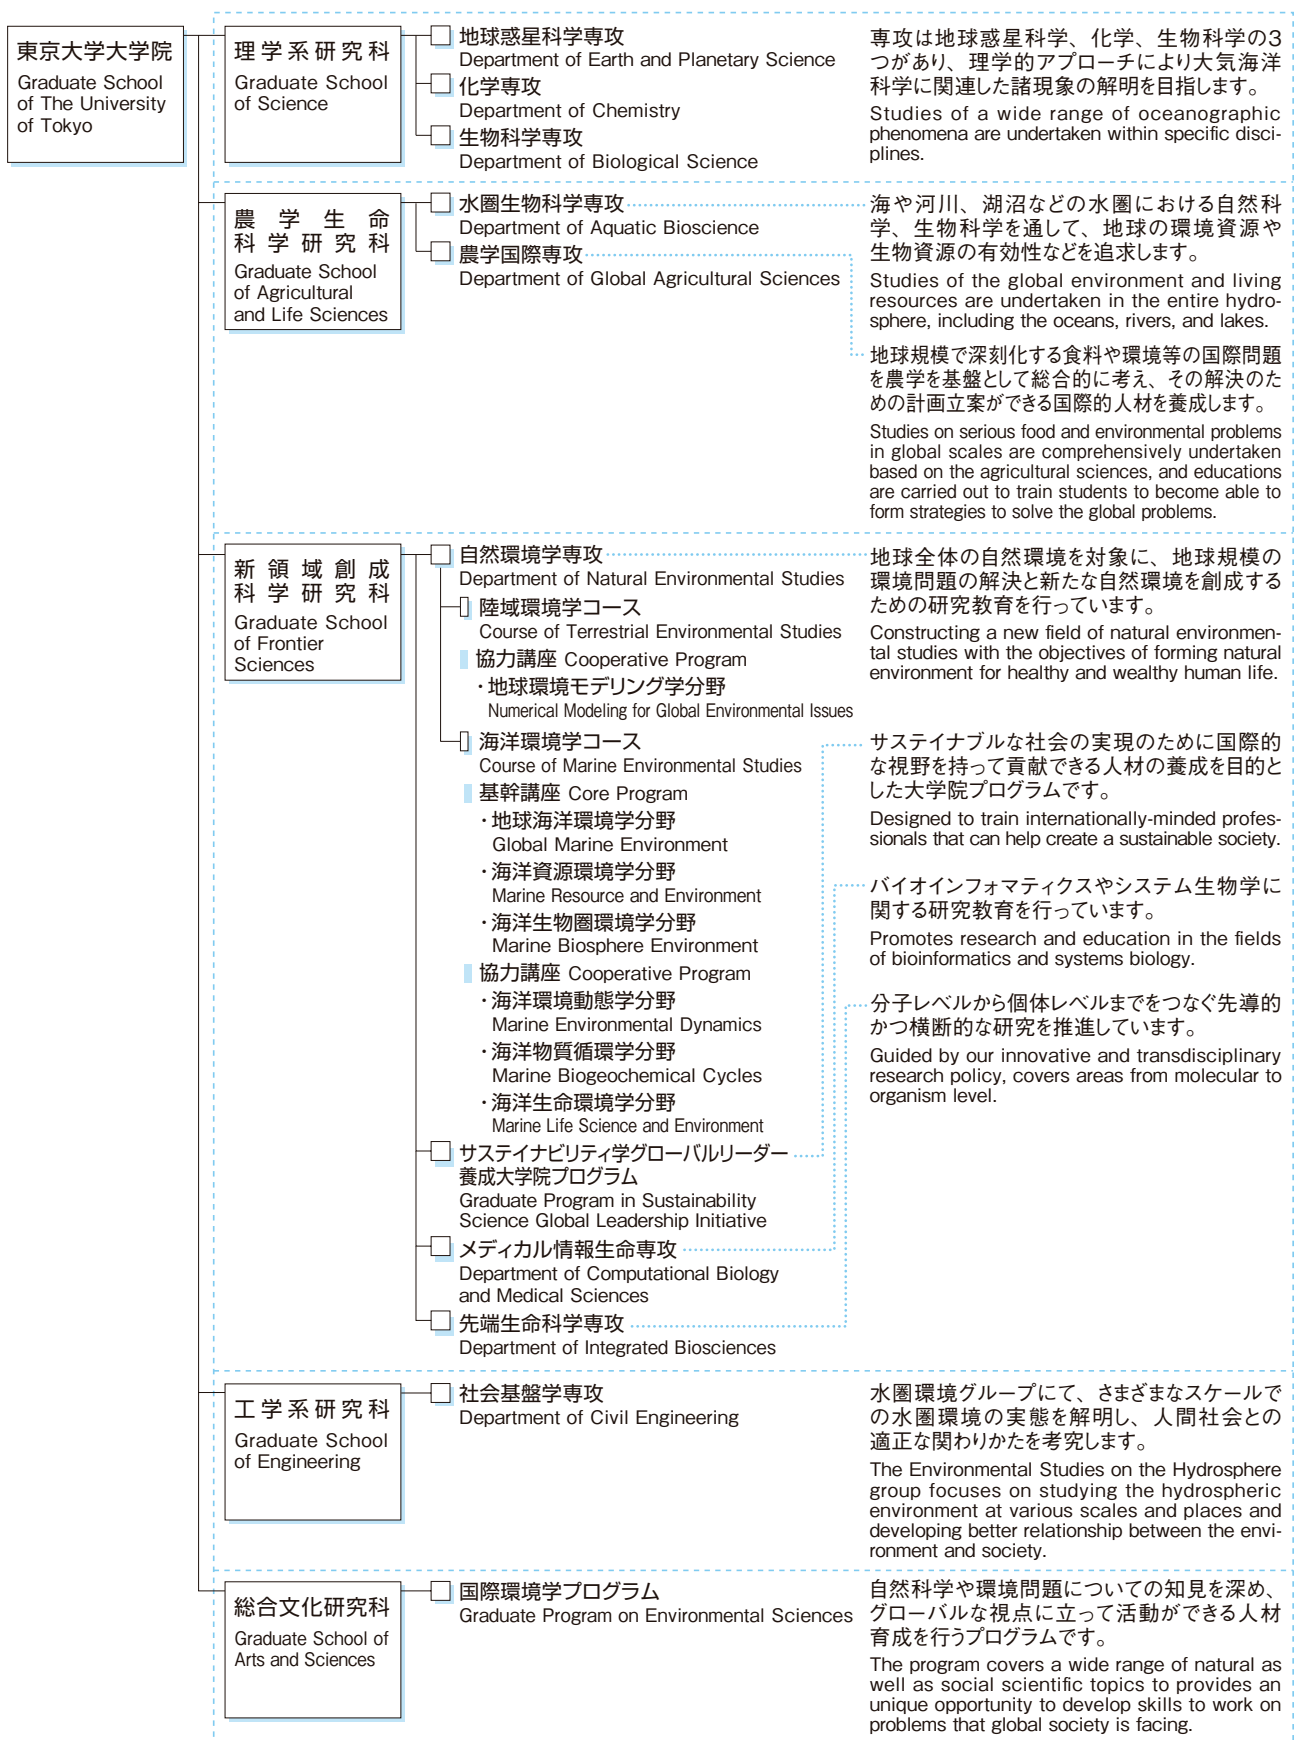 東京大学大学院
Graduate School
of The University
of Tokyo
理学系研究科
Graduate School
of Science
地球惑星科学専攻
Department of Earth and Planetary Science
化学専攻
Department of Chemistry
生物科学専攻
Department of Biological Science
専攻は地球惑星科学、化学、生物科学の3
つがあり、理学的アプローチにより大気海洋
科学に関連した諸現象の解明を目指します。
Studies of a wide range of oceanographic
phenomena are undertaken within specific disci-
plines.
農学生命
科学研究科
Graduate School
of Agricultural
and Life Sciences
水圏生物科学専攻
Department of Aquatic Bioscience
農学国際専攻
Department of Global Agricultural Sciences
海や河川、湖沼などの水圏における自然科
学、生物科学を通して、地球の環境資源や
生物資源の有効性などを追求します。
Studies of the global environment and living
resources are undertaken in the entire hydro-
sphere, including the oceans, rivers, and lakes.
地球規模で深刻化する食料や環境等の国際問題
を農学を基盤として総合的に考え、その解決のた
めの計画立案ができる国際的人材を養成します。
Studies on serious food and environmental problems
in global scales are comprehensively undertaken
based on the agricultural sciences, and educations
are carried out to train students to become able to
form strategies to solve the global problems.
新領域創成
科学研究科
Graduate School
of Frontier
Sciences
自然環境学専攻
Department of Natural Environmental Studies
陸域環境学コース
Course of Terrestrial Environmental Studies
協力講座 Cooperative Program
・地球環境モデリング学分野
Numerical Modeling for Global Environmental Issues
海洋環境学コース
Course of Marine Environmental Studies
基幹講座 Core Program
・地球海洋環境学分野
Global Marine Environment
・海洋資源環境学分野
Marine Resource and Environment
・海洋生物圏環境学分野
Marine Biosphere Environment
協力講座 Cooperative Program
・海洋環境動態学分野
Marine Environmental Dynamics
・海洋物質循環学分野
Marine Biogeochemical Cycles
・海洋生命環境学分野
Marine Life Science and Environment
サステイナビリティ学グローバルリーダー
養成大学院プログラム
Graduate Program in Sustainability
Science Global Leadership Initiative
メディカル情報生命専攻
Department of Computational Biology
and Medical Sciences
先端生命科学専攻
Department of Integrated Biosciences
地球全体の自然環境を対象に、地球規模の
環境問題の解決と新たな自然環境を創成する
ための研究教育を行っています。
Constructing a new field of natural environmen-
tal studies with the objectives of forming natural
environment for healthy and wealthy human life.
サステイナブルな社会の実現のために国際的
な視野を持って貢献できる人材の養成を目的と
した大学院プログラムです。
Designed to train internationally-minded profes-
sionals that can help create a sustainable society.
バイオインフォマティクスやシステム生物学に
関する研究教育を行っています。
Promotes research and education in the fields
of bioinformatics and systems biology.
分子レベルから個体レベルまでをつなぐ先導的
かつ横断的な研究を推進しています。
Guided by our innovative and transdisciplinary
research policy, covers areas from molecular to
organism level.
工学系研究科
Graduate School
of Engineering
社会基盤学専攻
Department of Civil Engineering
水圏環境グループにて、さまざまなスケールで
の水圏環境の実態を解明し、人間社会との
適正な関わりかたを考究します。
The Environmental Studies on the Hydrosphere
group focuses on studying the hydrospheric
environment at various scales and places and
developing better relationship between the envi-
ronment and society.
総合文化研究科
Graduate School of
Arts and Sciences
国際環境学プログラム
Graduate Program on Environmental Sciences
自然科学や環境問題についての知見を深め、
グローバルな視点に立って活動ができる人材
育成を行うプログラムです。
The program covers a wide range of natural as
well as social scientific topics to provides an
unique opportunity to develop skills to work on
problems that global society is facing.